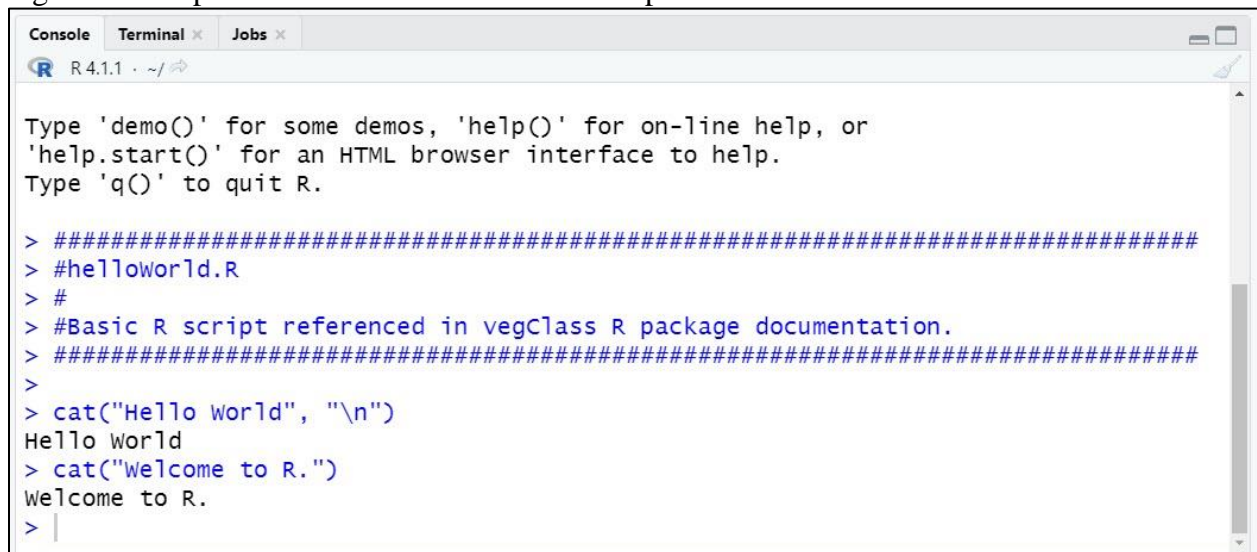 Console Terminal × Jobs ×
R R 4.1.1 · ~/
Type 'demo()' for some demos, 'help()' for on-line help, or
'help.start()' for an HTML browser interface to help.
Type 'q()' to quit R.
> ################################################################################
> #helloWorld.R
> #
> #Basic R script referenced in vegClass R package documentation.
> ################################################################################
>
> cat("Hello World", "\n")
Hello World
> cat("Welcome to R.")
Welcome to R.
>